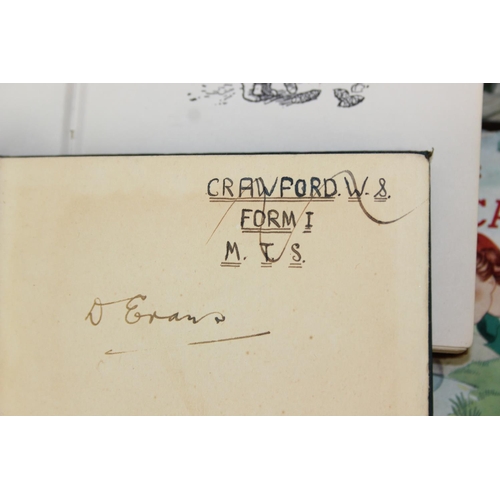 CRAWFORD. W. S.
FORM I
M. T. S.
D Evans